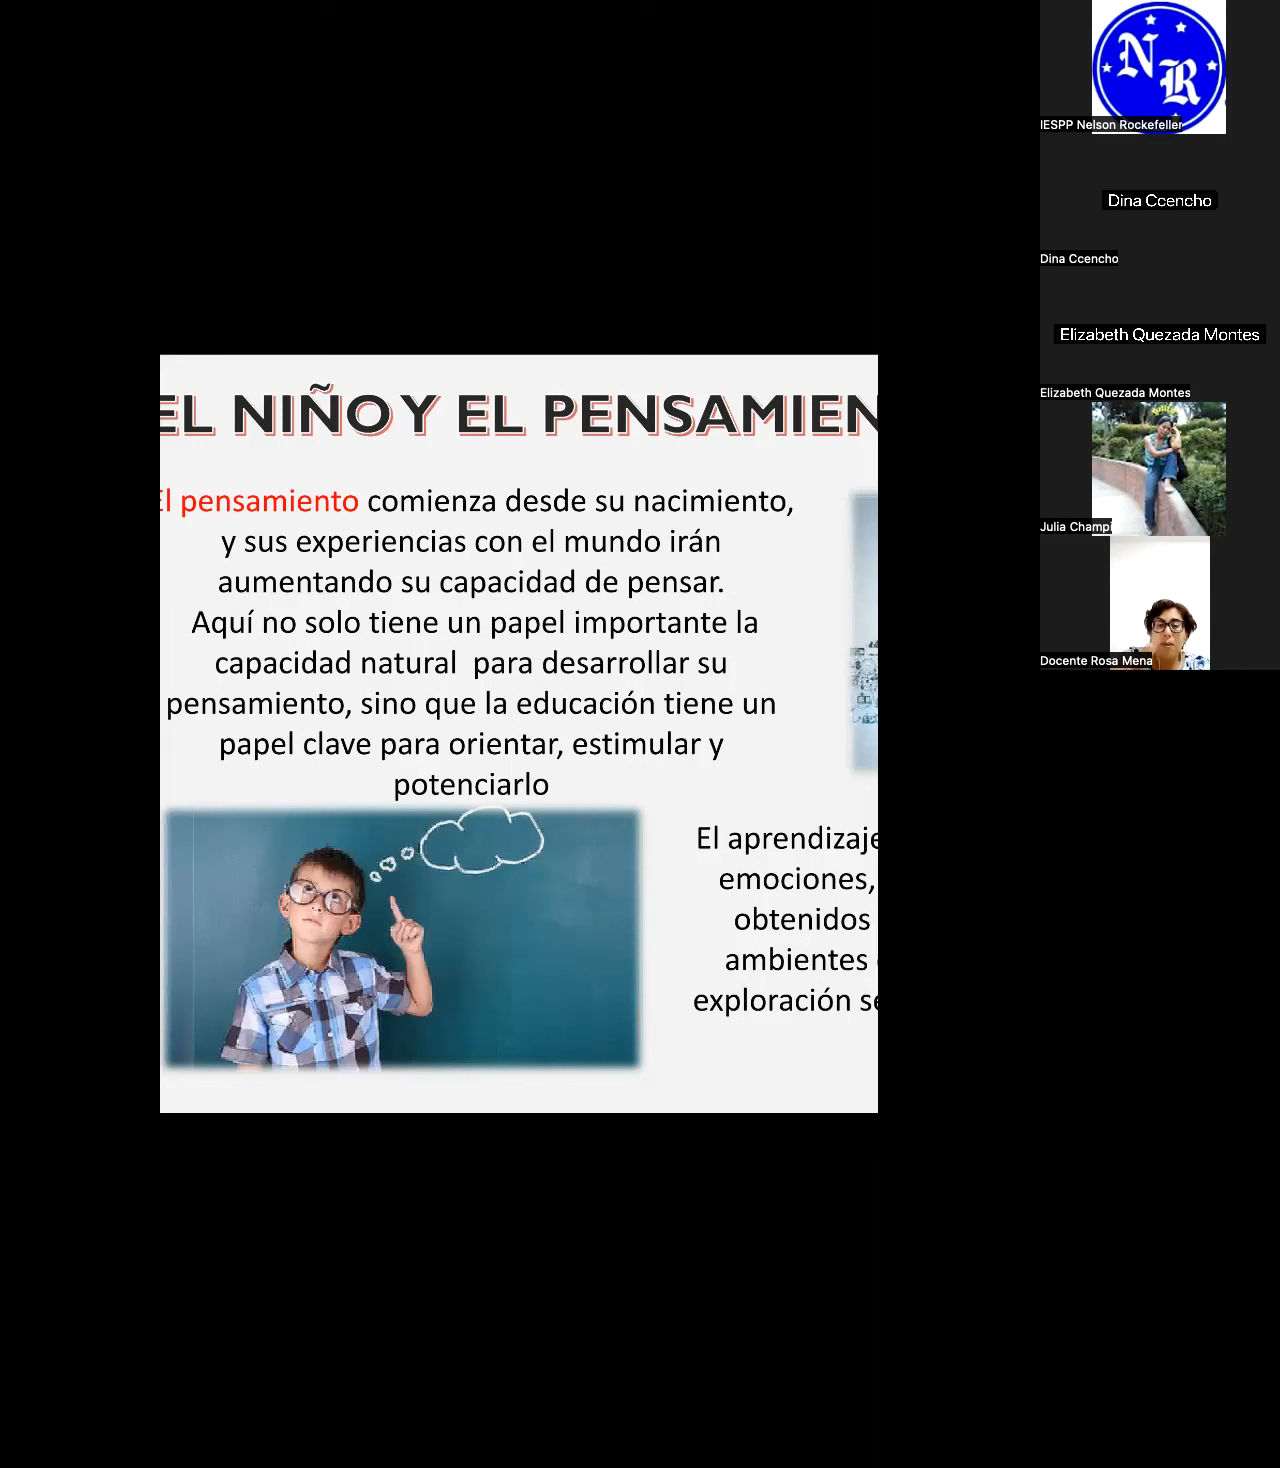 EL NIÑO Y EL PENSAMIEN
El pensamiento comienza desde su nacimiento,
y sus experiencias con el mundo irán
aumentando su capacidad de pensar.
Aquí no solo tiene un papel importante la
capacidad natural para desarrollar su
pensamiento, sino que la educación tiene un
papel clave para orientar, estimular y
potenciarlo
El aprendizaje
emociones,
obtenidos
ambientes
exploración se
N R
IESPP Nelson Rockefeller
Dina Ccencho
Dina Ccencho
Elizabeth Quezada Montes
Elizabeth Quezada Montes
Julia Champi
Docente Rosa Mena